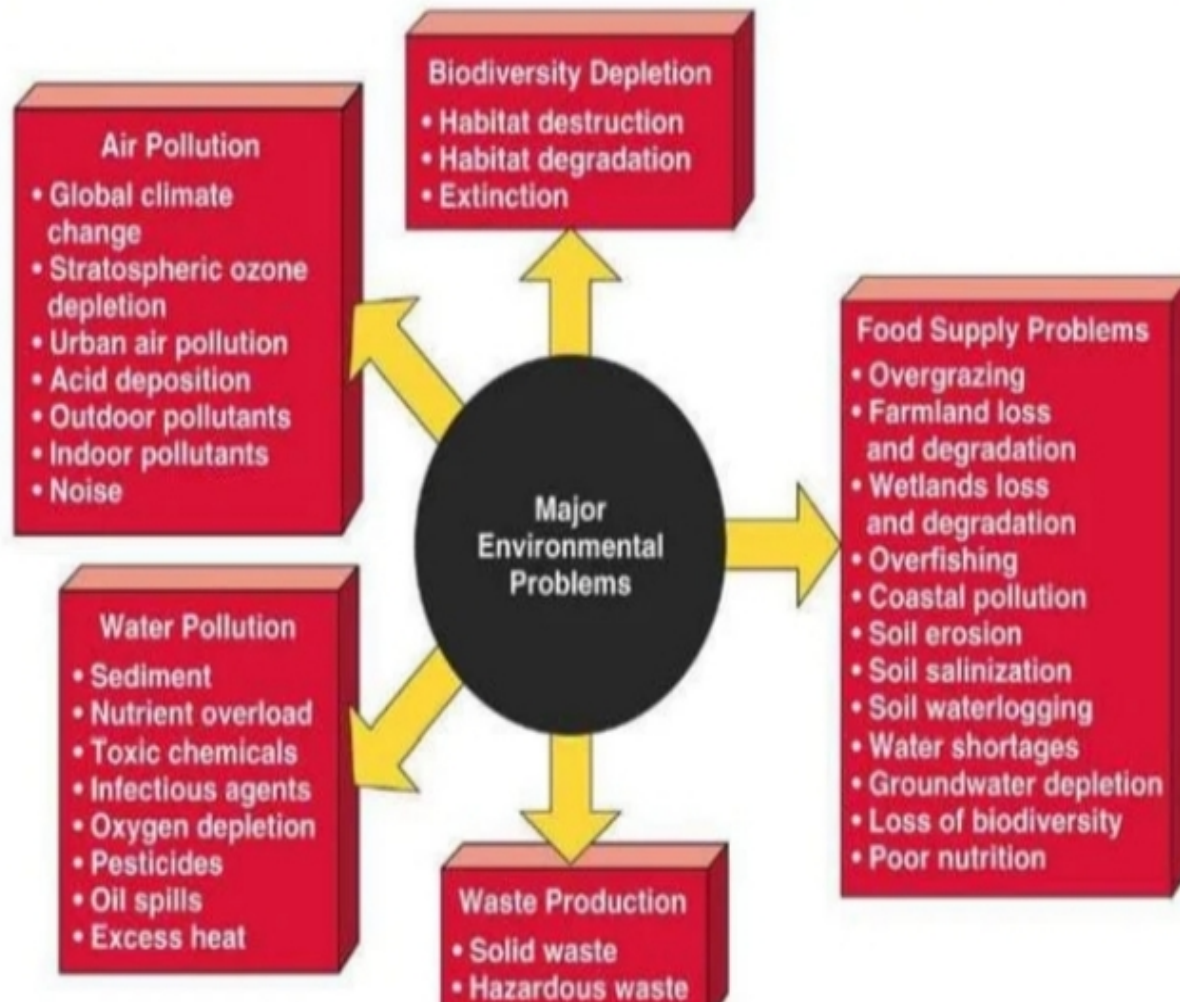 Biodiversity Depletion
• Habitat destruction
• Habitat degradation
• Extinction
Air Pollution
• Global climate
change
• Stratospheric ozone
depletion
• Urban air pollution
• Acid deposition
• Outdoor pollutants
• Indoor pollutants
• Noise
Food Supply Problems
• Overgrazing
• Farmland loss
and degradation
• Wetlands loss
and degradation
• Overfishing
• Coastal pollution
• Soil erosion
• Soil salinization
• Soil waterlogging
• Water shortages
• Groundwater depletion
• Loss of biodiversity
• Poor nutrition
Major
Environmental
Problems
Water Pollution
• Sediment
• Nutrient overload
• Toxic chemicals
• Infectious agents
• Oxygen depletion
• Pesticides
• Oil spills
• Excess heat
Waste Production
• Solid waste
• Hazardous waste